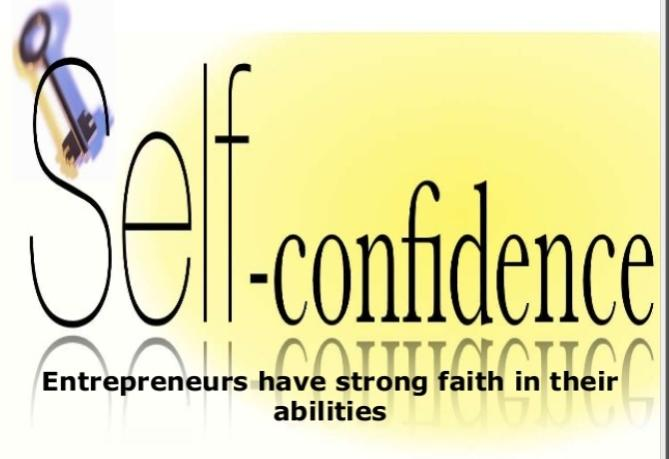 Self-confidence
Entrepreneurs have strong faith in their
abilities